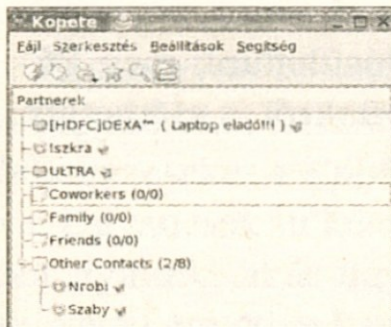 Kopete
Fájl Szerkesztés Beállítások Segítség
Partnerek
[HDFC]DEXA™ ( Laptop eladó!!! )
Iszkra
ULTRA
Coworkers (0/0)
Family (0/0)
Friends (0/0)
Other Contacts (2/8)
Nrobi
Szaby